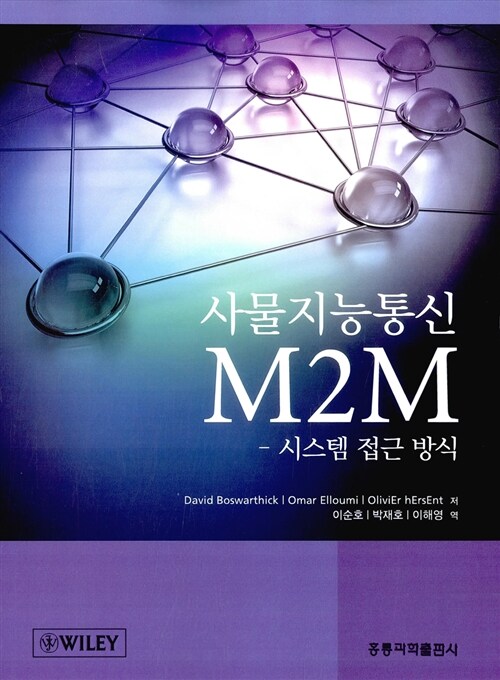 사물지능통신
M2M
- 시스템 접근 방식
David Boswarthick | Omar Elloumi | OliviEr hErsEnt 저
이순호 | 박재호 | 이해영 역
WILEY
홍릉과학출판사